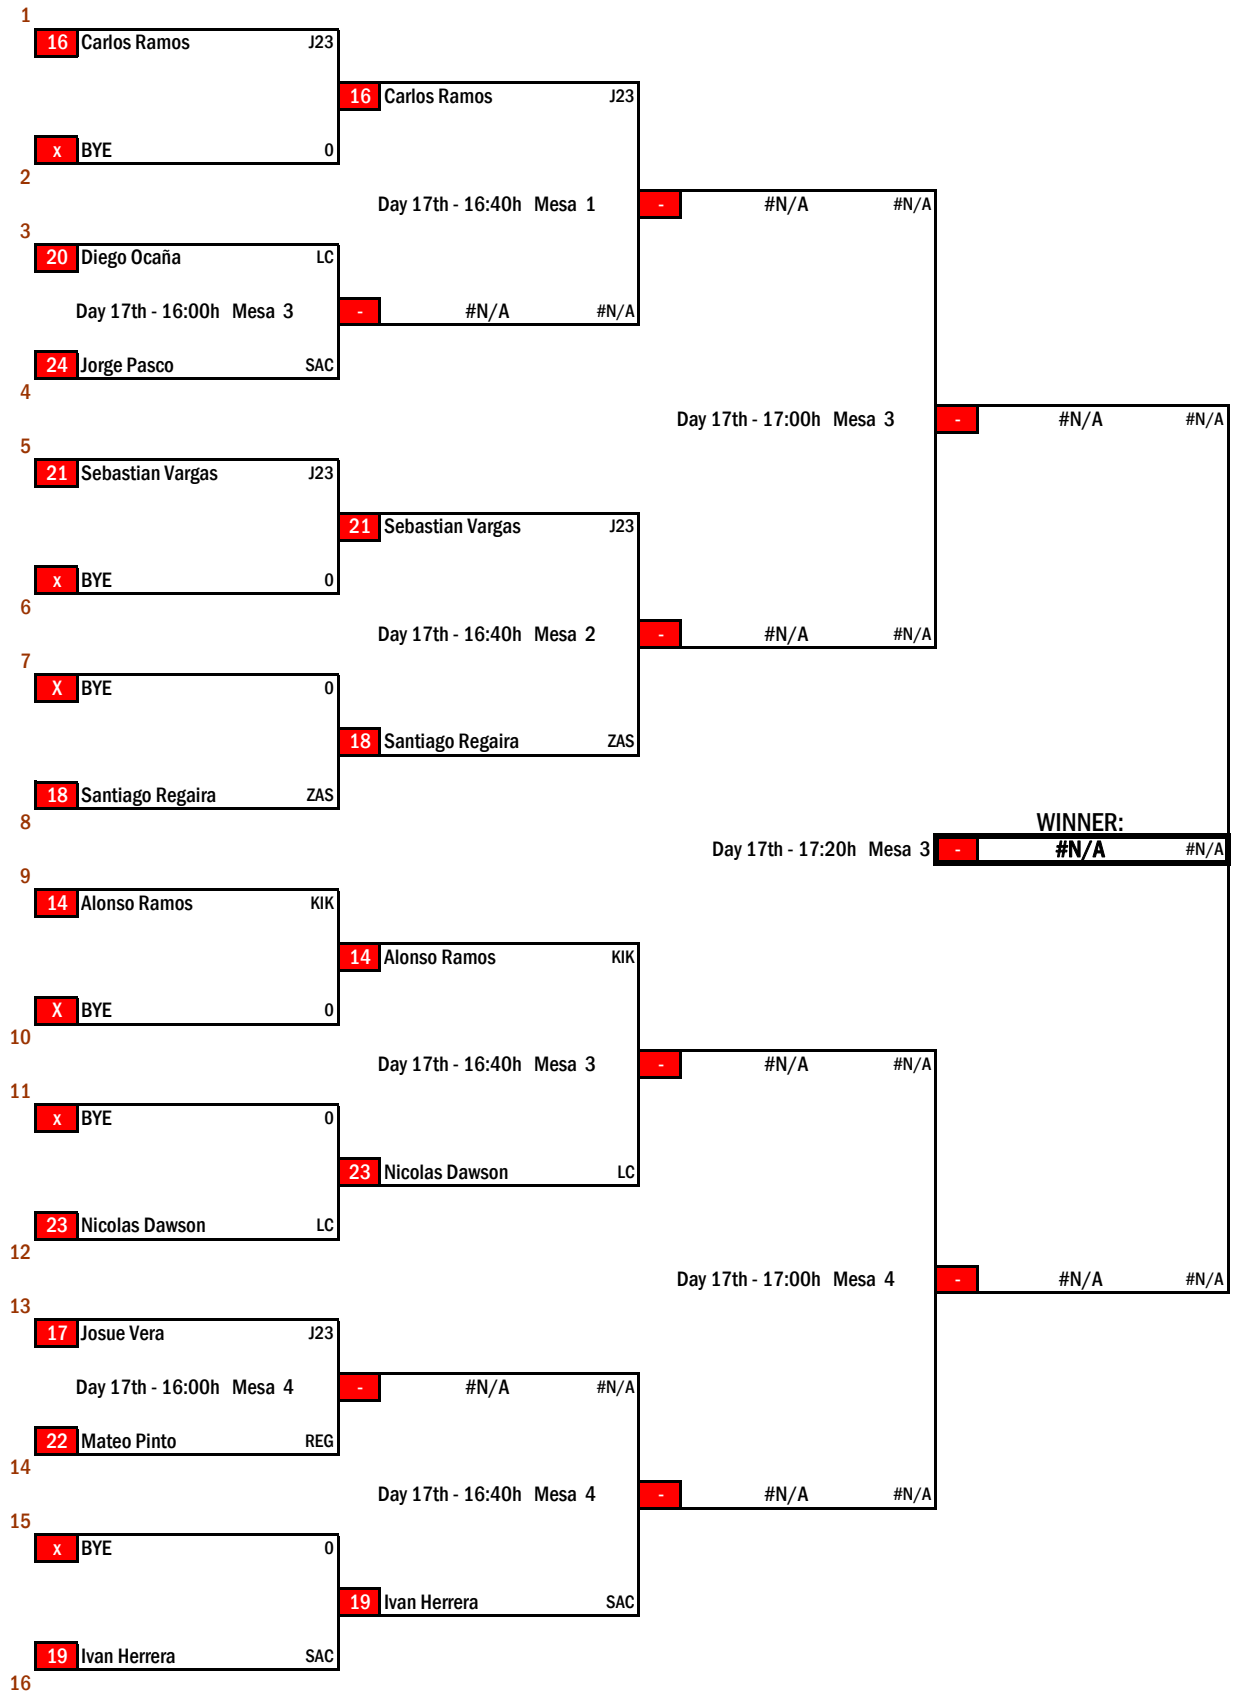 1
16 Carlos Ramos J23
16 Carlos Ramos J23
x BYE 0
2
Day 17th - 16:40h Mesa 1
- #N/A #N/A
3
20 Diego Ocaña LC
Day 17th - 16:00h Mesa 3
- #N/A #N/A
24 Jorge Pasco SAC
4
Day 17th - 17:00h Mesa 3
- #N/A #N/A
5
21 Sebastian Vargas J23
21 Sebastian Vargas J23
x BYE 0
6
Day 17th - 16:40h Mesa 2
- #N/A #N/A
7
X BYE 0
18 Santiago Regaira ZAS
18 Santiago Regaira ZAS
8
WINNER:
Day 17th - 17:20h Mesa 3
- #N/A #N/A
9
14 Alonso Ramos KIK
14 Alonso Ramos KIK
X BYE 0
10
Day 17th - 16:40h Mesa 3
- #N/A #N/A
11
x BYE 0
23 Nicolas Dawson LC
23 Nicolas Dawson LC
12
Day 17th - 17:00h Mesa 4
- #N/A #N/A
13
17 Josue Vera J23
Day 17th - 16:00h Mesa 4
- #N/A #N/A
22 Mateo Pinto REG
14
Day 17th - 16:40h Mesa 4
- #N/A #N/A
15
x BYE 0
19 Ivan Herrera SAC
19 Ivan Herrera SAC
16